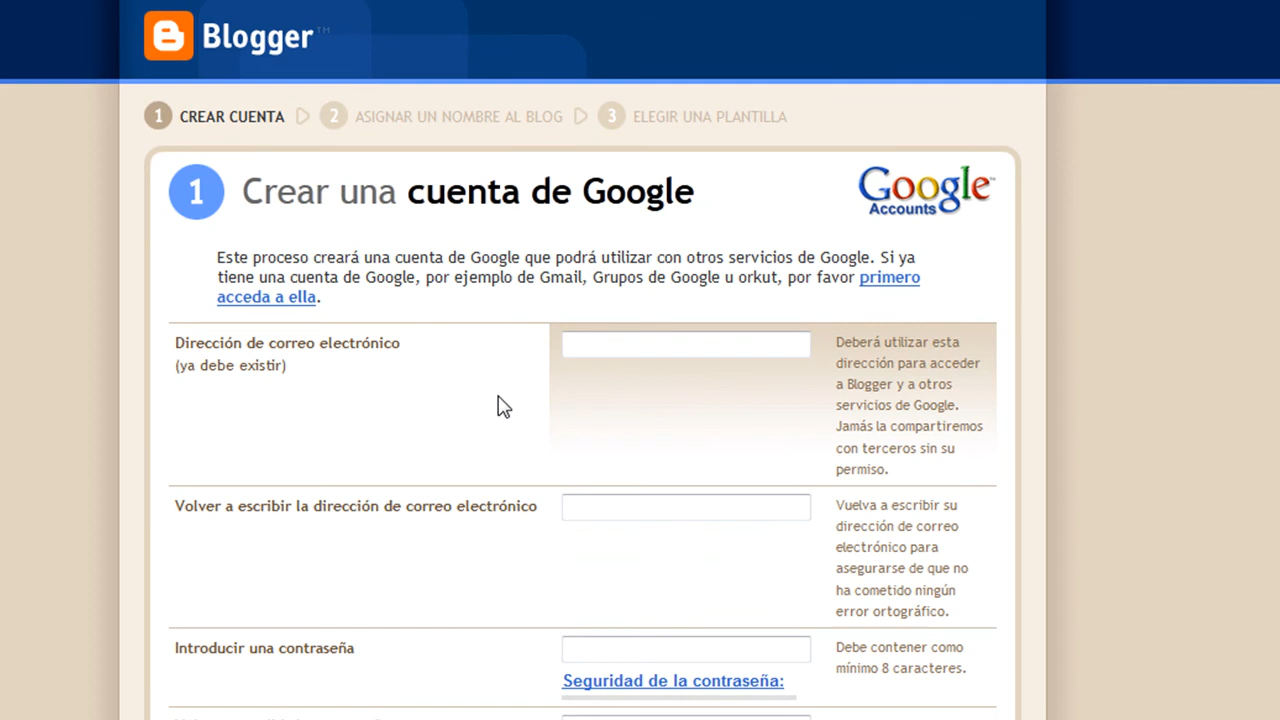 Blogger™
1 CREAR CUENTA 2 ASIGNAR UN NOMBRE AL BLOG 3 ELEGIR UNA PLANTILLA
1 Crear una cuenta de Google
Google™
Accounts
Este proceso creará una cuenta de Google que podrá utilizar con otros servicios de Google. Si ya
tiene una cuenta de Google, por ejemplo de Gmail, Grupos de Google u orkut, por favor primero
acceda a ella.
Dirección de correo electrónico
(ya debe existir)
Deberá utilizar esta
dirección para acceder
a Blogger y a otros
servicios de Google.
Jamás la compartiremos
con terceros sin su
permiso.
Volver a escribir la dirección de correo electrónico
Vuelva a escribir su
dirección de correo
electrónico para
asegurarse de que no
ha cometido ningún
error ortográfico.
Introducir una contraseña
Seguridad de la contraseña:
Debe contener como
mínimo 8 caracteres.